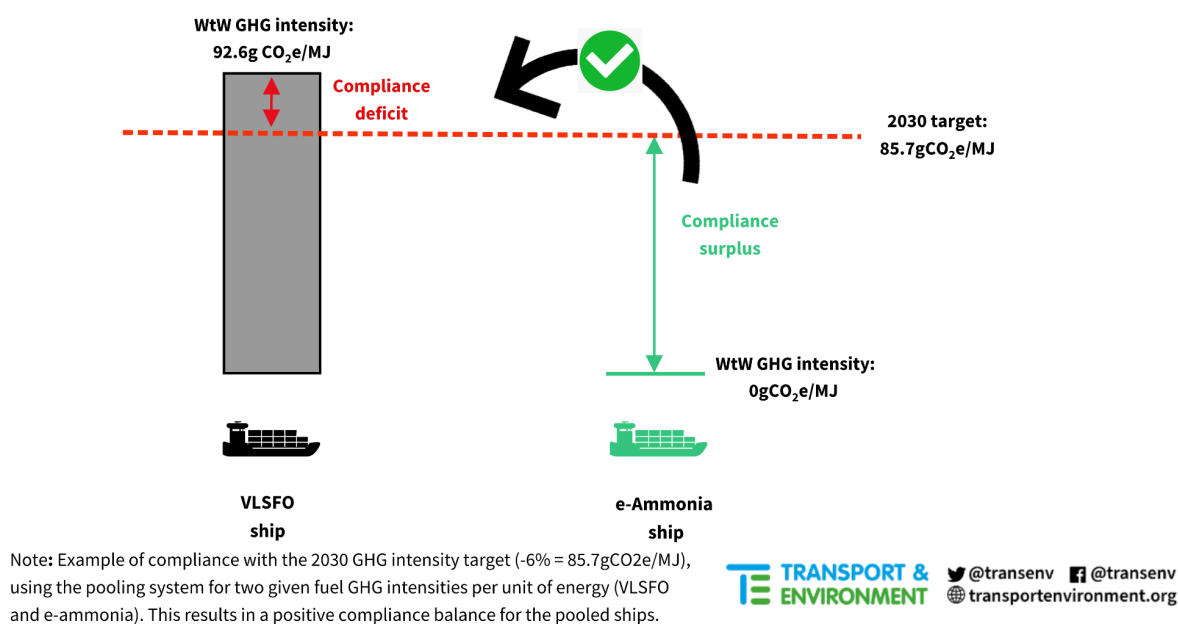 WtW GHG intensity:
92.6g CO₂e/MJ
Compliance
deficit
2030 target:
85.7gCO₂e/MJ
Compliance
surplus
WtW GHG intensity:
0gCO₂e/MJ
VLSFO
ship
e-Ammonia
ship
Note: Example of compliance with the 2030 GHG intensity target (-6% = 85.7gCO2e/MJ),
using the pooling system for two given fuel GHG intensities per unit of energy (VLSFO
and e-ammonia). This results in a positive compliance balance for the pooled ships.
TE TRANSPORT &
ENVIRONMENT
@transenv @transenv
transportenvironment.org